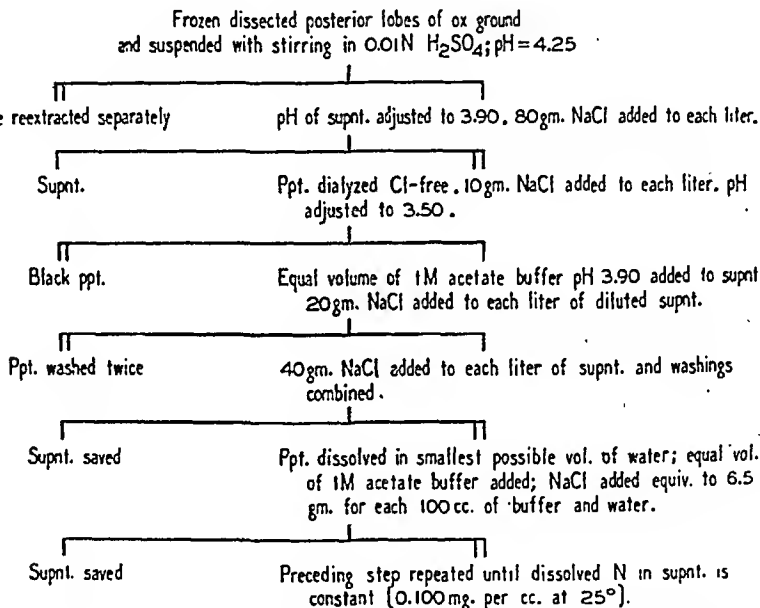 Frozen dissected posterior lobes of ox ground
and suspended with stirring in 0.01N H₂SO₄; pH = 4.25
e reextracted separately
pH of supnt. adjusted to 3.90. 80gm. NaCl added to each liter.
Supnt.
Ppt. dialyzed Cl-free. 10gm. NaCl added to each liter. pH
adjusted to 3.50.
Black ppt.
Equal volume of 1M acetate buffer pH 3.90 added to supnt
20gm. NaCl added to each liter of diluted supnt.
Ppt. washed twice
40gm. NaCl added to each liter of supnt. and washings
combined.
Supnt. saved
Ppt. dissolved in smallest possible vol. of water; equal vol.
of 1M acetate buffer added; NaCl added equiv. to 6.5
gm. for each 100cc. of buffer and water.
Supnt. saved
Preceding step repeated until dissolved N in supnt. is
constant (0.100mg. per cc. at 25°).